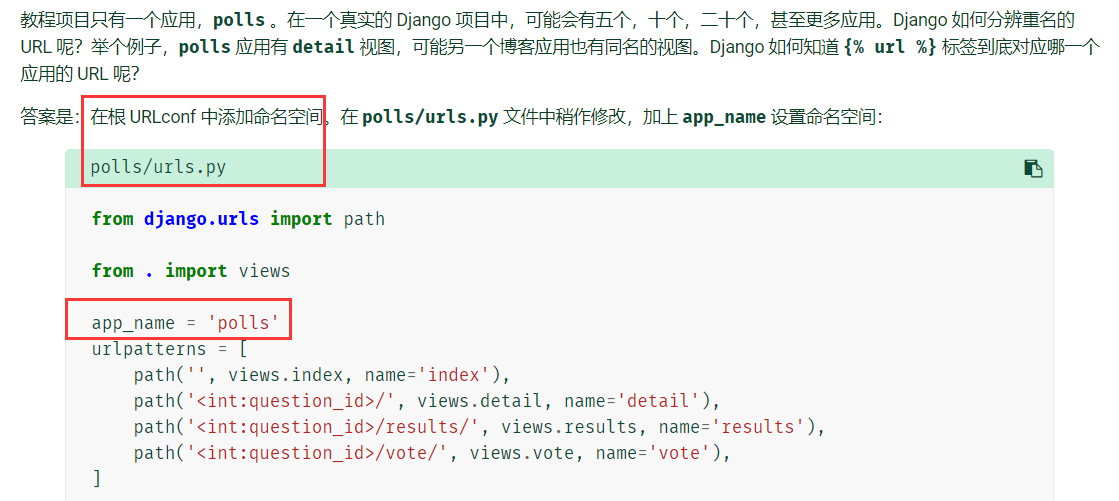 教程项目只有一个应用，polls 。在一个真实的 Django 项目中，可能会有五个，十个，二十个，甚至更多应用。Django 如何分辨重名的
URL 呢？举个例子，polls 应用有 detail 视图，可能另一个博客应用也有同名的视图。Django 如何知道 {% url %} 标签到底对应哪一个
应用的 URL 呢？
答案是：在根 URLconf 中添加命名空间。在 polls/urls.py 文件中稍作修改，加上 app_name 设置命名空间：
polls/urls.py
from django.urls import path
from . import views
app_name = 'polls'
urlpatterns = [
    path('', views.index, name='index'),
    path('<int:question_id>/', views.detail, name='detail'),
    path('<int:question_id>/results/', views.results, name='results'),
    path('<int:question_id>/vote/', views.vote, name='vote'),
]